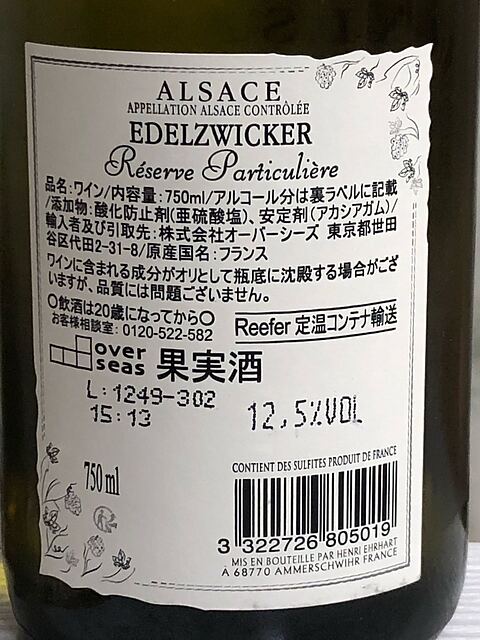 ALSACE
APPELLATION ALSACE CONTRÔLÉE
EDELZWICKER
Réserve Particulière
品名:ワイン/内容量:750ml/アルコール分は裏ラベルに記載
/添加物:酸化防止剤(亜硫酸塩)、安定剤(アカシアガム)/
輸入者及び引取先:株式会社オーバーシーズ 東京都世田
谷区代田2-31-8/原産国名:フランス
ワインに含まれる成分がオリとして瓶底に沈殿する場合がござ
いますが、品質には問題ございません。
〇飲酒は20歳になってから〇
お客様相談室:0120-522-582
Reefer 定温コンテナ輸送
over
seas
果実酒
L:1249-302
15:13
12,5%VOL
750 ml
CONTIENT DES SULFITES PRODUIT DE FRANCE
3 322726 805019
MIS EN BOUTEILLE PAR HENRI EHRHART
A 68770 AMMERSCHWIHR FRANCE